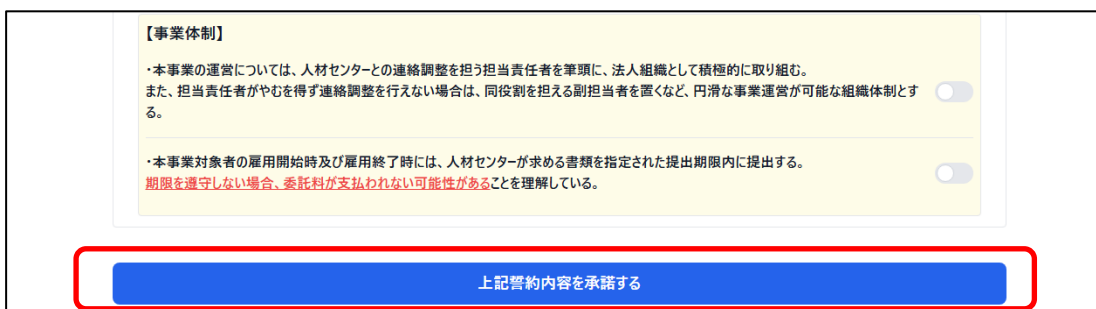 【事業体制】
・本事業の運営については、人材センターとの連絡調整を担う担当責任者を筆頭に、法人組織として積極的に取り組む。
また、担当責任者がやむを得ず連絡調整を行えない場合は、同役割を担える副担当者を置くなど、円滑な事業運営が可能な組織体制とす
る。
・本事業対象者の雇用開始時及び雇用終了時には、人材センターが求める書類を指定された提出期限内に提出する。
期限を遵守しない場合、委託料が支払われない可能性があることを理解している。
上記誓約内容を承諾する